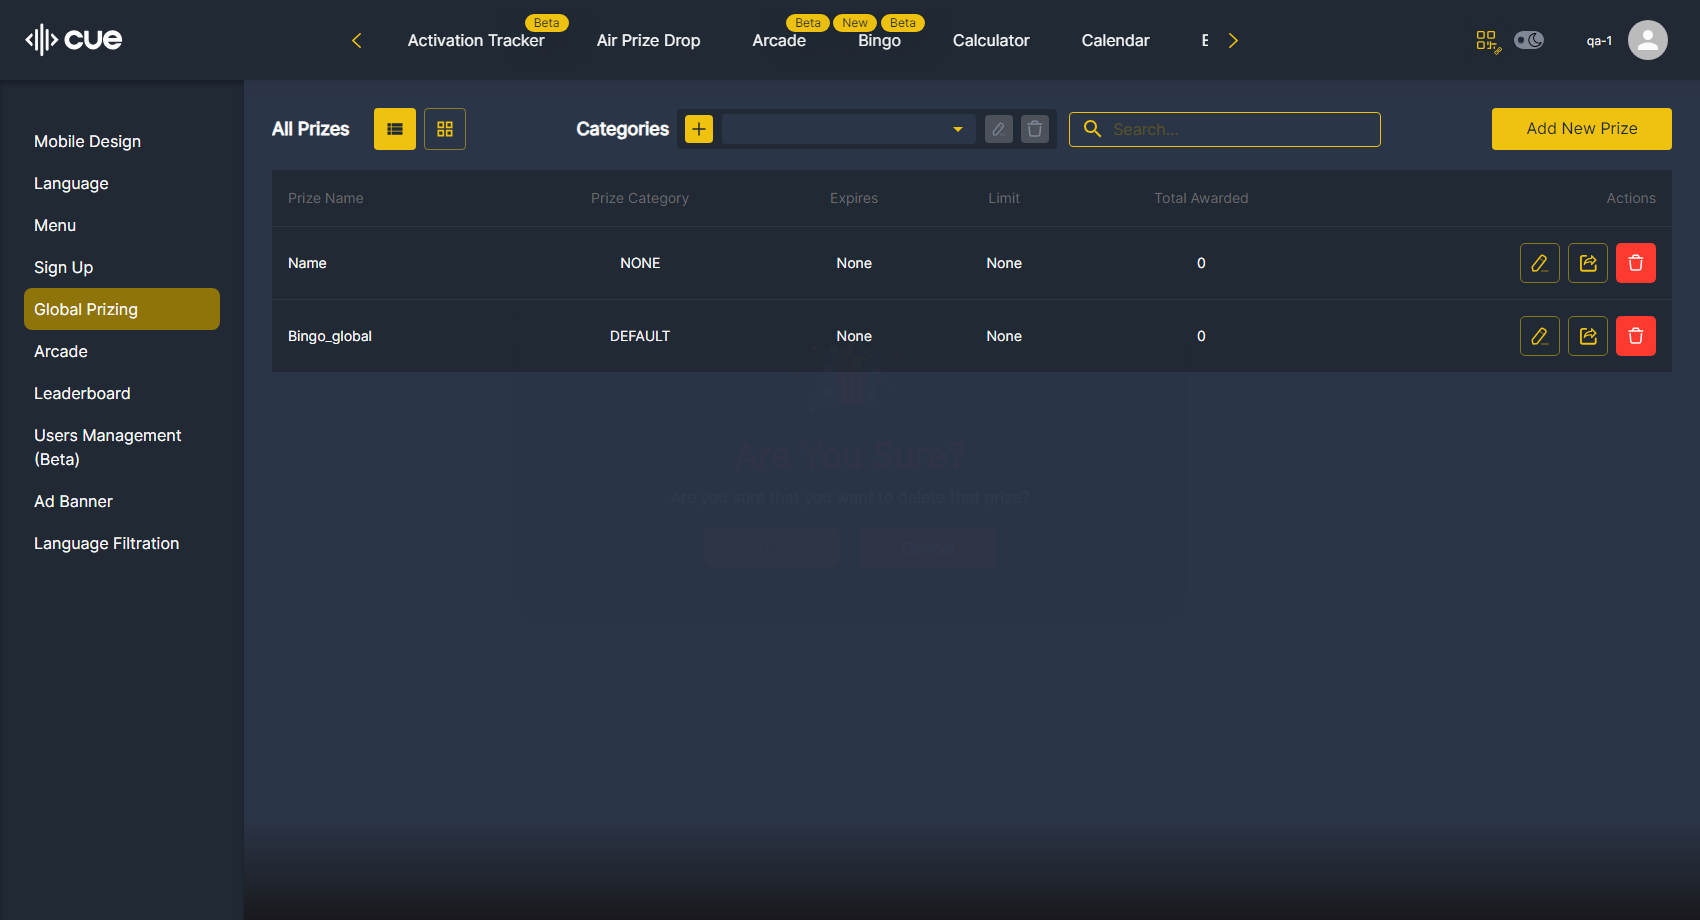 cue
Activation Tracker Beta Air Prize Drop Arcade Beta New Bingo Beta Calculator Calendar
qa-1
Mobile Design
Language
Menu
Sign Up
Global Prizing
Arcade
Leaderboard
Users Management
(Beta)
Ad Banner
Language Filtration
All Prizes Categories Search... Add New Prize
Prize Name Prize Category Expires Limit Total Awarded Actions
Name NONE None None 0
Bingo_global DEFAULT None None 0
Are You Sure?
Are you sure that you want to delete that prize?
Cancel